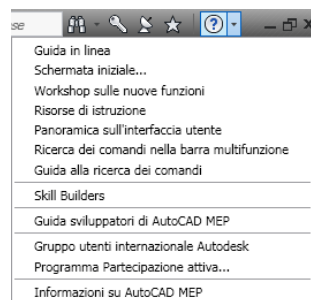 se
Guida in linea
Schermata iniziale...
Workshop sulle nuove funzioni
Risorse di istruzione
Panoramica sull'interfaccia utente
Ricerca dei comandi nella barra multifunzione
Guida alla ricerca dei comandi
Skill Builders
Guida sviluppatori di AutoCAD MEP
Gruppo utenti internazionale Autodesk
Programma Partecipazione attiva...
Informazioni su AutoCAD MEP